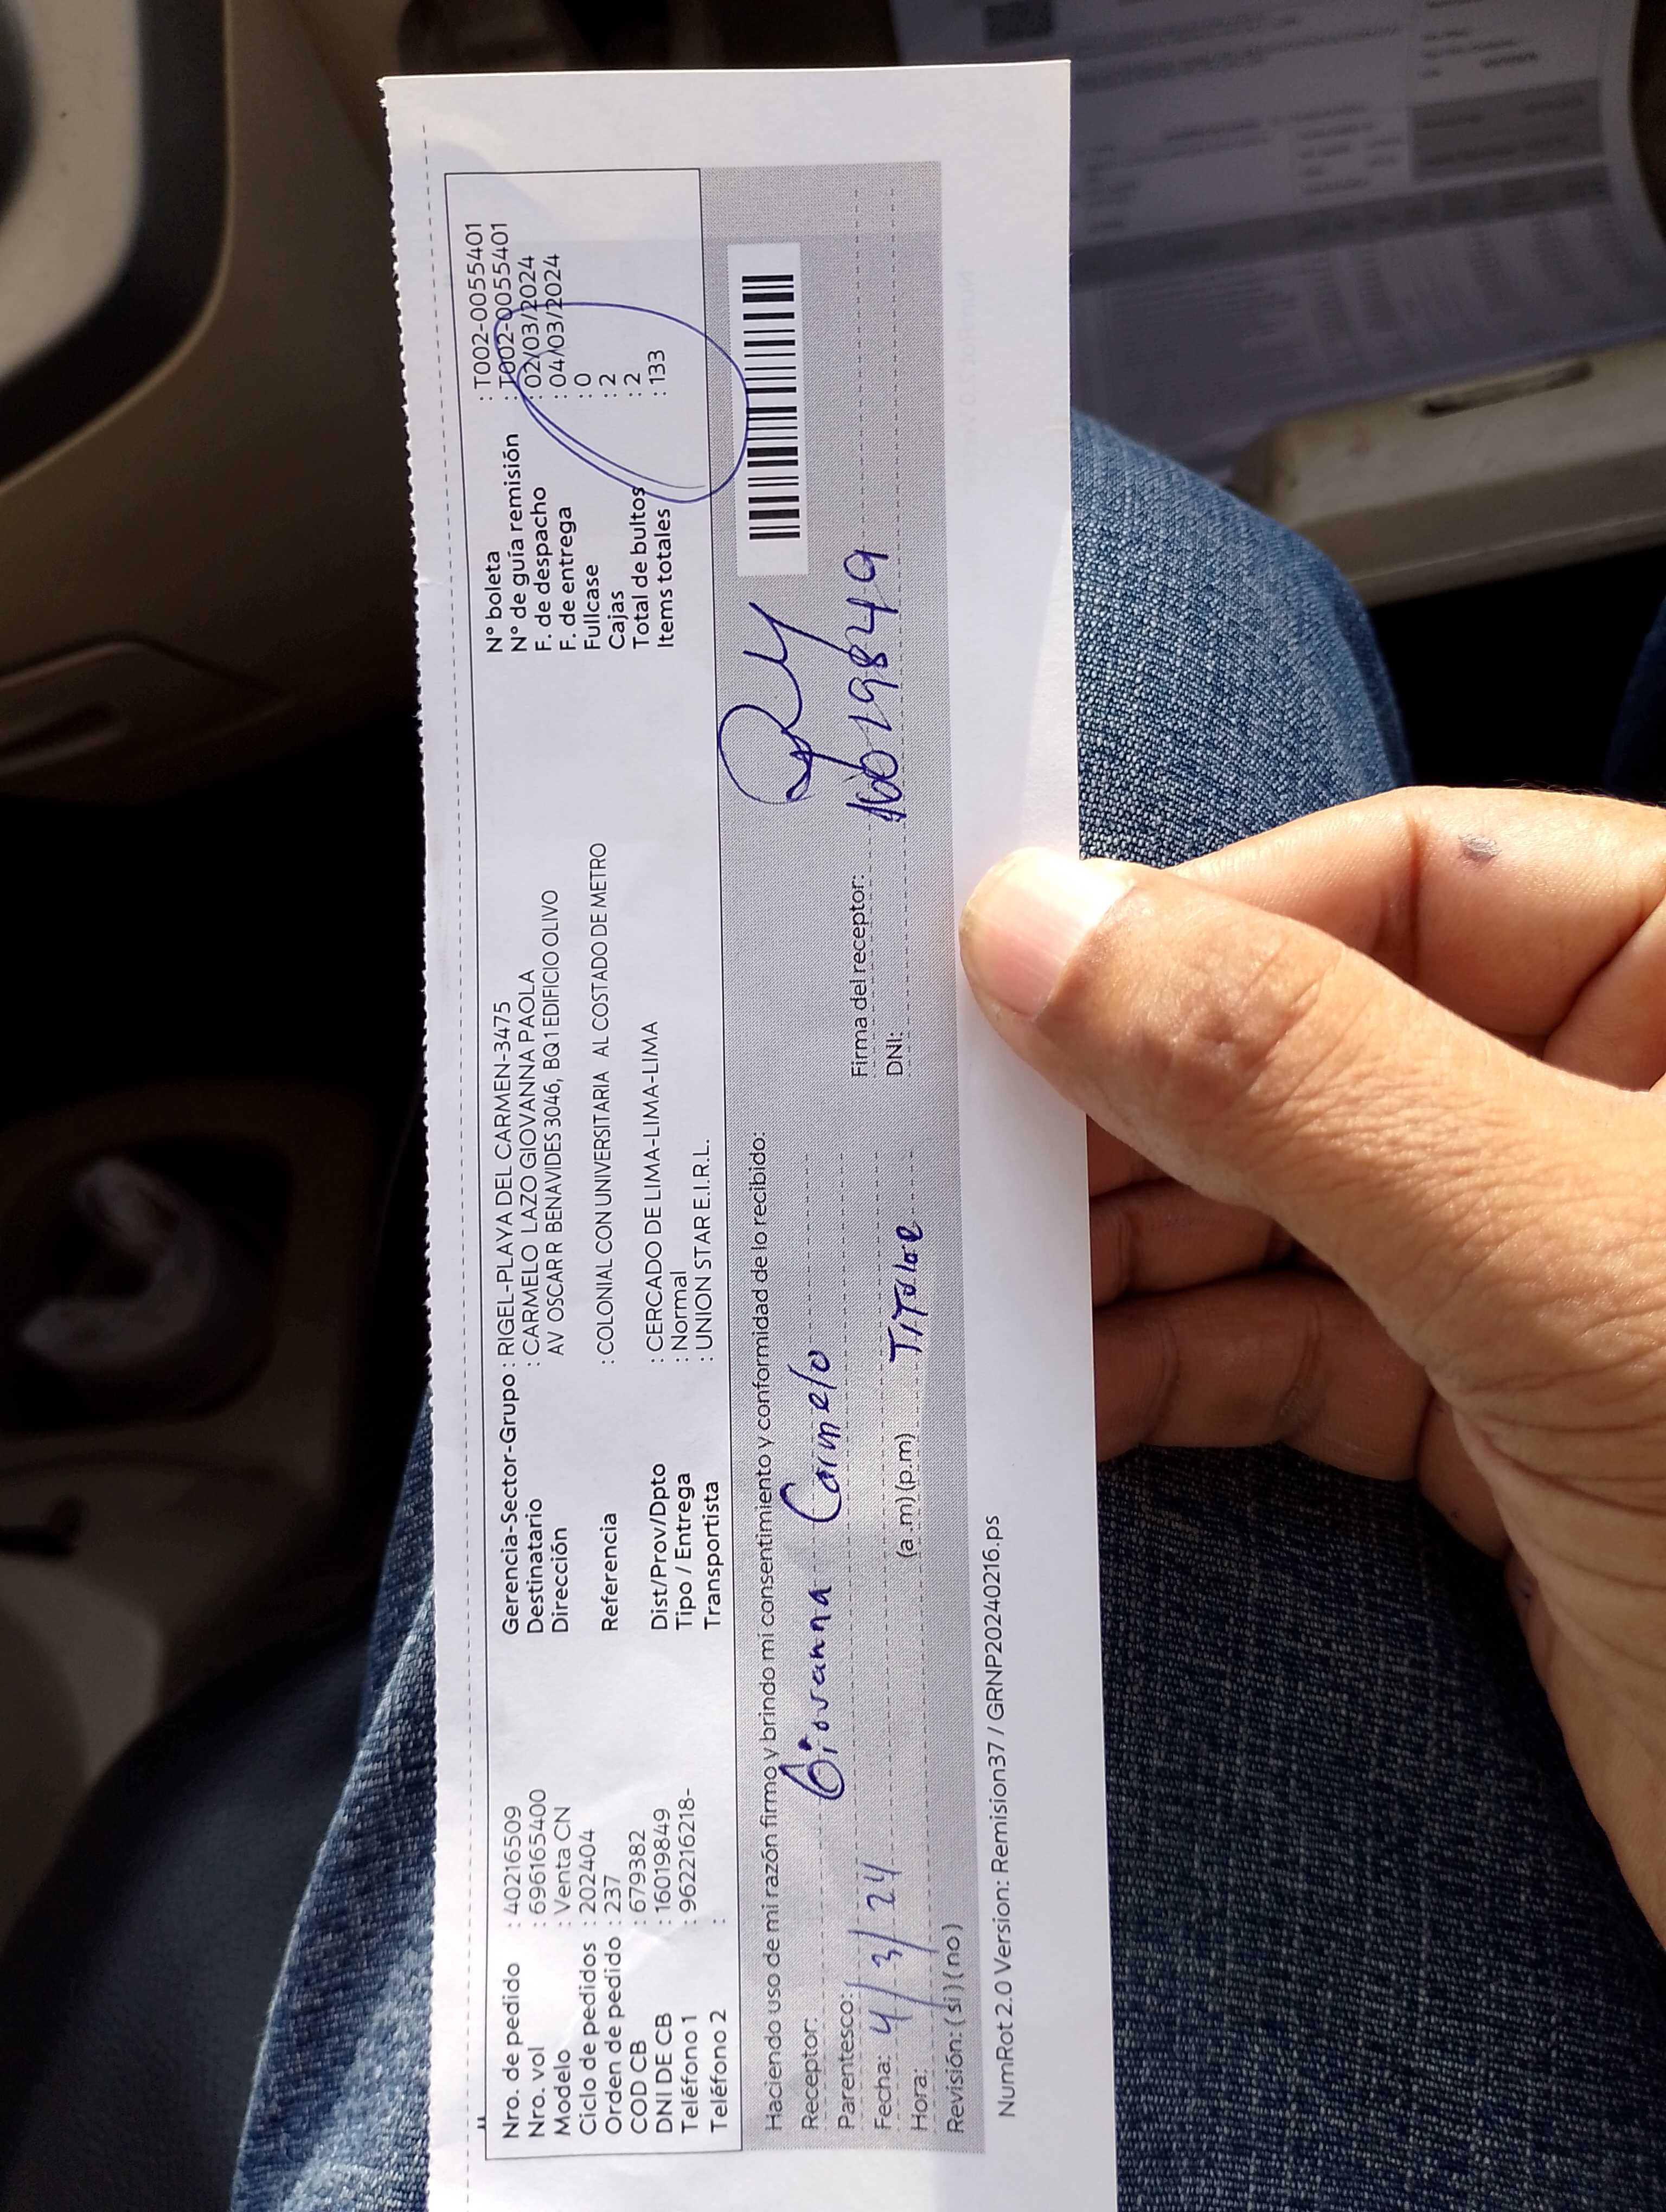 Nro. de pedido : 40216509
Nro. vol : 696165400
Modelo : Venta CN
Ciclo de pedidos : 202404
Orden de pedido : 237
COD CB : 679382
DNI DE CB : 16019849
Teléfono 1 : 962216218-
Teléfono 2 :
Gerencia-Sector-Grupo : RIGEL-PLAYA DEL CARMEN-3475
Destinatario : CARMELO LAZO GIOVANNA PAOLA
Dirección AV OSCAR R BENAVIDES 3046, BQ 1 EDIFICIO OLIVO
Referencia : COLONIAL CON UNIVERSITARIA AL COSTADO DE METRO
Dist/Prov/Dpto : CERCADO DE LIMA-LIMA-LIMA
Tipo / Entrega : Normal
Transportista : UNION STAR E.I.R.L.
N° boleta : T002-0055401
N° de guía remisión : T002-0055401
F. de despacho : 02/03/2024
F. de entrega : 04/03/2024
Fullcase : 0
Cajas : 2
Total de bultos : 2
Items totales : 133
Haciendo uso de mi razón firmo y brindo mi consentimiento y conformidad de lo recibido:
Receptor: Giovanna Carmelo
Parentesco:
Fecha: 4/3/24
Hora: (a.m) (p.m) Titular
Revisión: (si) (no)
Firma del receptor:
DNI: 16019849
NumRot 2.0 Version: Remision37 / GRNP20240216.ps